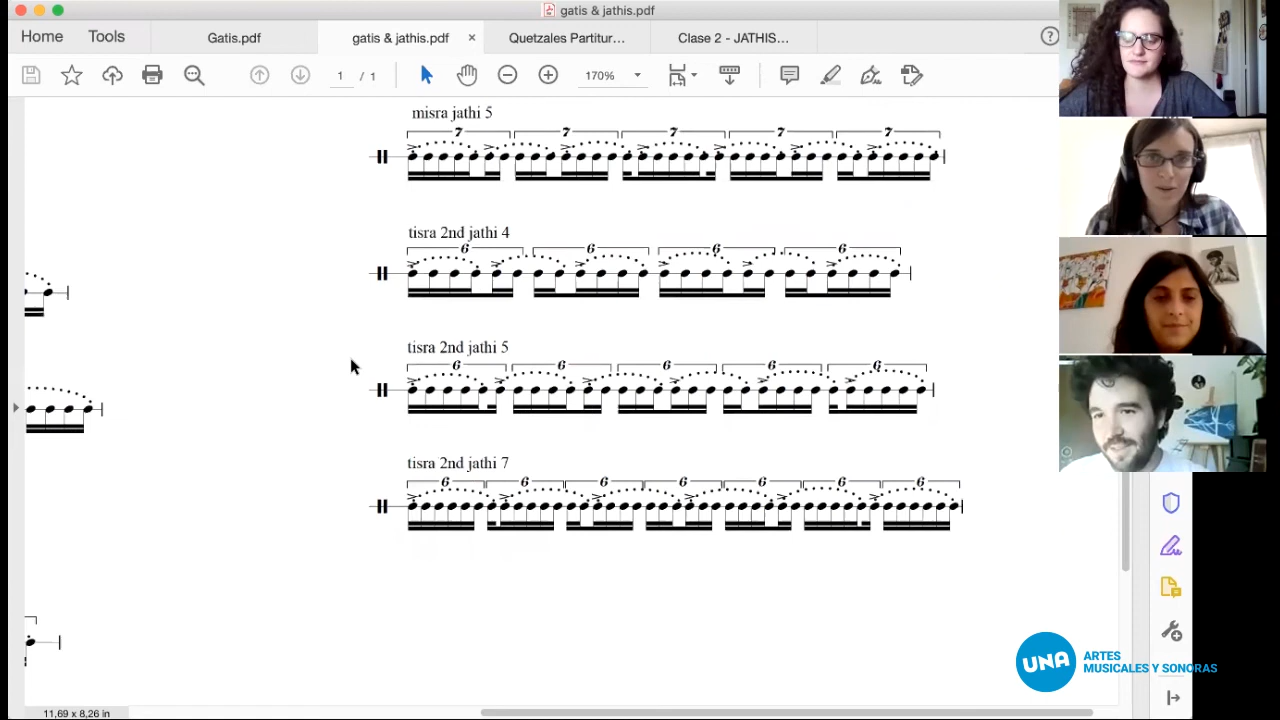 gatis & jathis.pdf
Home Tools Gatis.pdf gatis & jathis.pdf × Quetzales Partitur... Clase 2 - JATHIS...
1 / 1 170%
misra jathi 5
7 7 7 7 7
tisra 2nd jathi 4
6 6 6 6
tisra 2nd jathi 5
6 6 6 6 6
tisra 2nd jathi 7
6 6 6 6 6 6 6
UNA ARTES
MUSICALES Y SONORAS
11,69 x 8,26 in